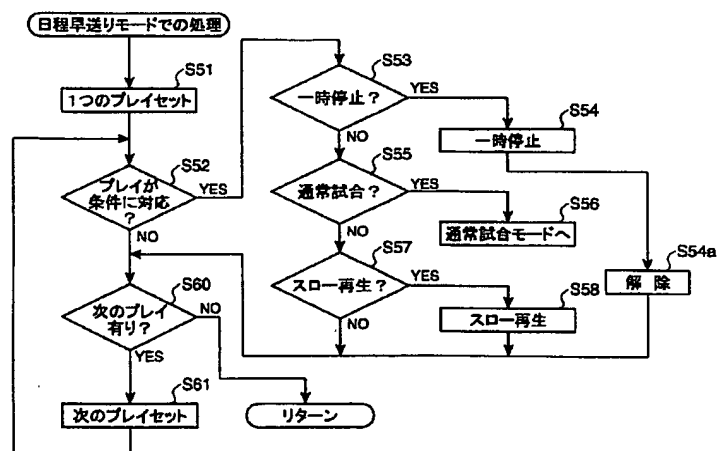 日程早送りモードでの処理
S51
1つのプレイセット
S52
プレイが
条件に対応
?
YES
NO
S53
一時停止?
YES
NO
S54
一時停止
S55
通常試合?
YES
NO
S56
通常試合モードへ
S57
スロー再生?
YES
NO
S58
スロー再生
S54a
解除
S60
次のプレイ
有り?
NO
YES
S61
次のプレイセット
リターン